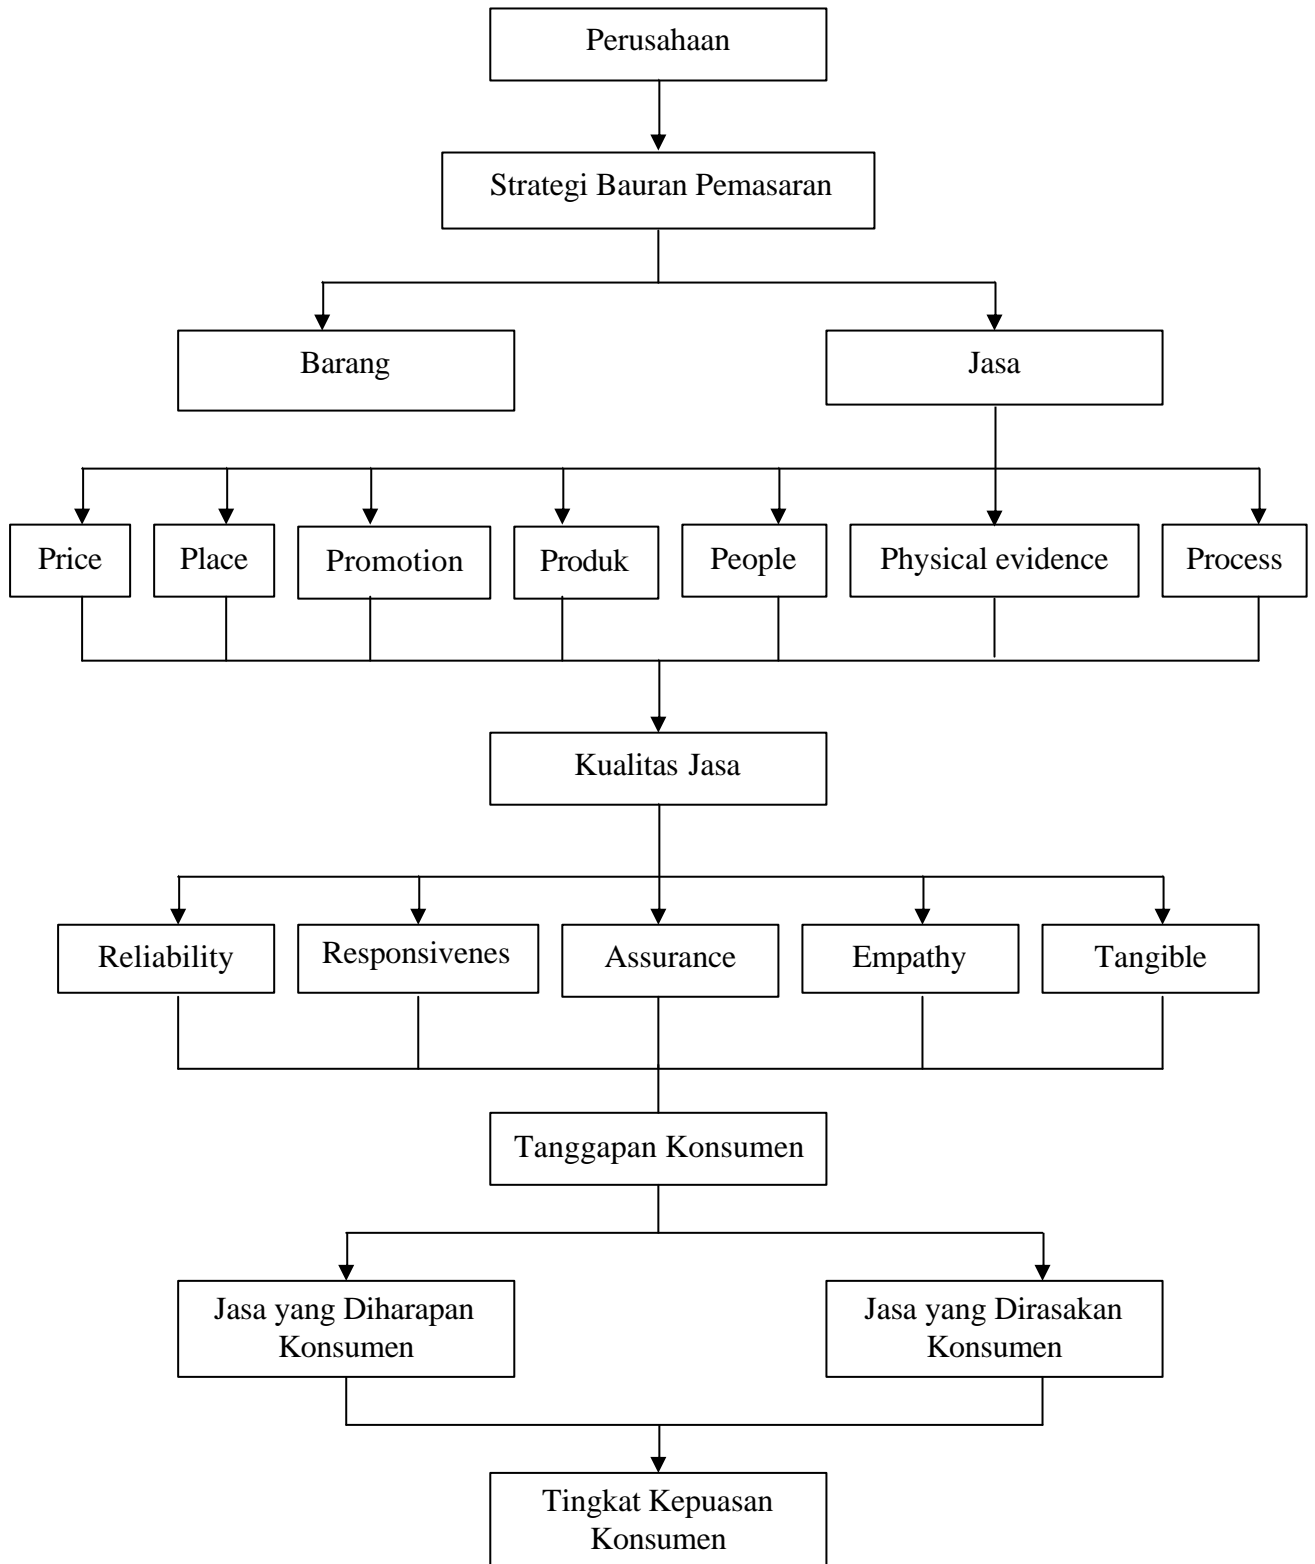 Perusahaan
Strategi Bauran Pemasaran
Barang
Jasa
Price
Place
Promotion
Produk
People
Physical evidence
Process
Kualitas Jasa
Reliability
Responsivenes
Assurance
Empathy
Tangible
Tanggapan Konsumen
Jasa yang Diharapan
Konsumen
Jasa yang Dirasakan
Konsumen
Tingkat Kepuasan
Konsumen